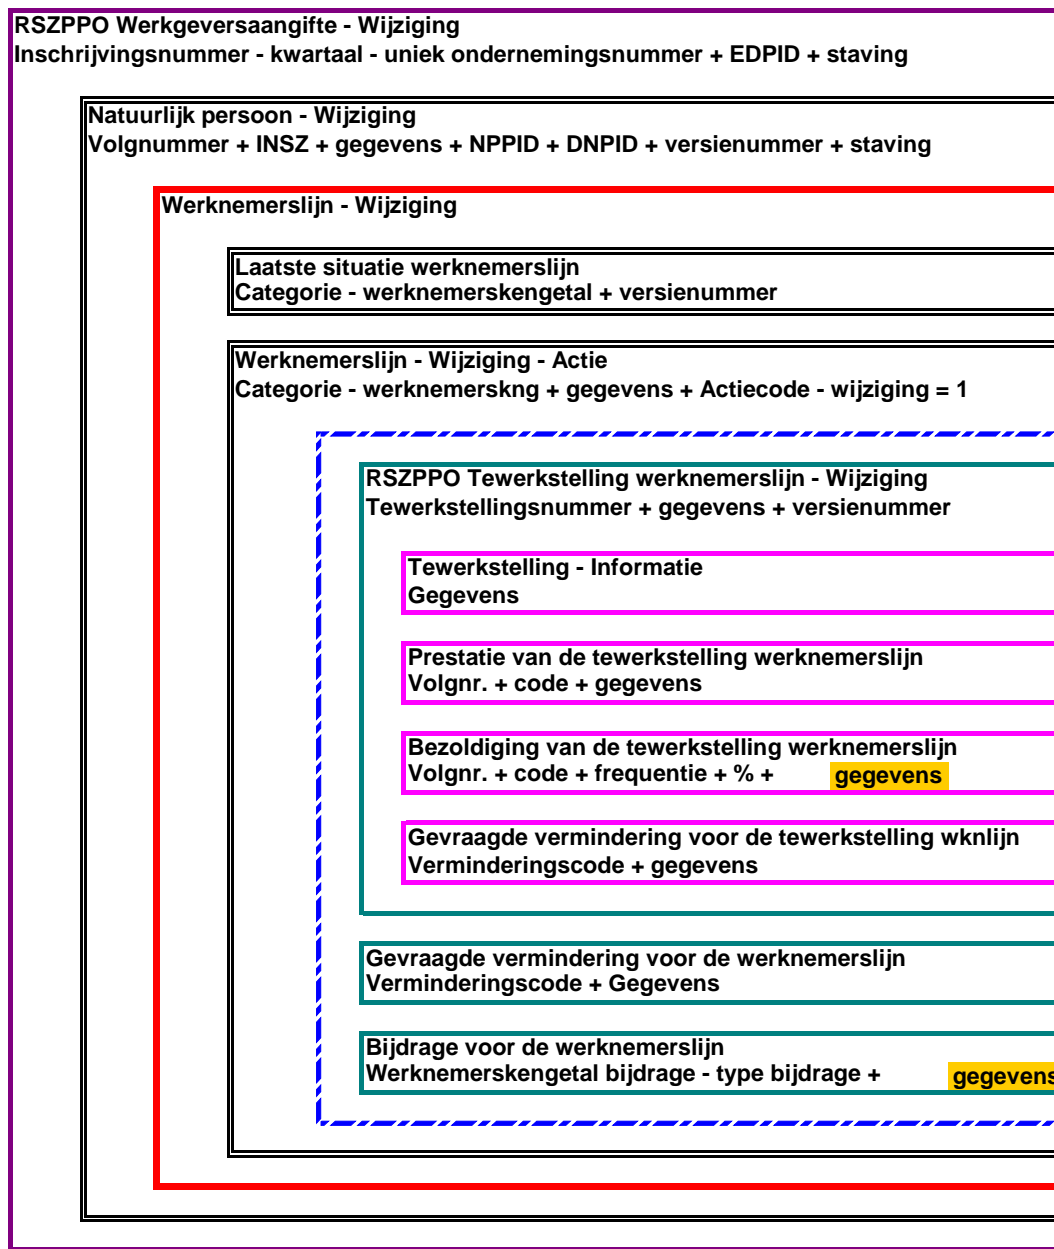 RSZPPO Werkgeversaangifte - Wijziging
Inschrijvingsnummer - kwartaal - uniek ondernemingsnummer + EDPID + staving
Natuurlijk persoon - Wijziging
Volgnummer + INSZ + gegevens + NPPID + DNPID + versienummer + staving
Werknemerslijn - Wijziging
Laatste situatie werknemerslijn
Categorie - werknemerskengetal + versienummer
Werknemerslijn - Wijziging - Actie
Categorie - werknemerskng + gegevens + Actiecode - wijziging = 1
RSZPPO Tewerkstelling werknemerslijn - Wijziging
Tewerkstellingsnummer + gegevens + versienummer
Tewerkstelling - Informatie
Gegevens
Prestatie van de tewerkstelling werknemerslijn
Volgnr. + code + gegevens
Bezoldiging van de tewerkstelling werknemerslijn
Volgnr. + code + frequentie + % + gegevens
Gevraagde vermindering voor de tewerkstelling wknlijn
Verminderingscode + gegevens
Gevraagde vermindering voor de werknemerslijn
Verminderingscode + Gegevens
Bijdrage voor de werknemerslijn
Werknemerskengetal bijdrage - type bijdrage + gegevens